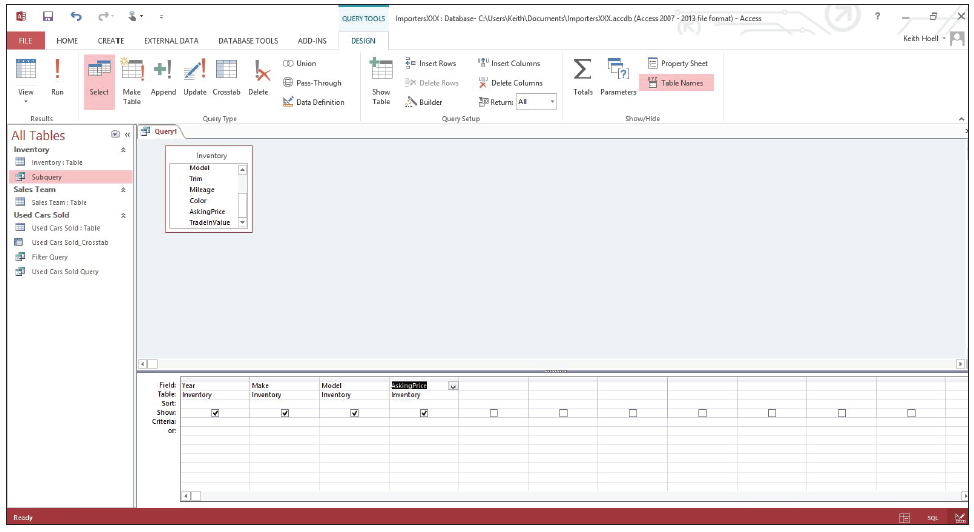 QUERY TOOLS ImportersXXX : Database- C:\Users\Keith\Documents\ImportersXXX.accdb (Access 2007 - 2013 file format) - Access
?
FILE HOME CREATE EXTERNAL DATA DATABASE TOOLS ADD-INS DESIGN
Keith Hoell
View
Run
Select
Make Table
Append
Update
Crosstab
Delete
Union
Pass-Through
Data Definition
Show Table
Insert Rows
Delete Rows
Builder
Insert Columns
Delete Columns
Return: All
Totals
Parameters
Property Sheet
Table Names
Results Query Type Query Setup Show/Hide
All Tables
Inventory
Inventory : Table
Subquery
Sales Team
Sales Team : Table
Used Cars Sold
Used Cars Sold : Table
Used Cars Sold_Crosstab
Filter Query
Used Cars Sold Query
Query1
Inventory
Model
Trim
Mileage
Color
AskingPrice
TradeInValue
Field: Year Make Model AskingPrice
Table: Inventory Inventory Inventory Inventory
Sort:
Show:
Criteria:
or:
Ready
SQL